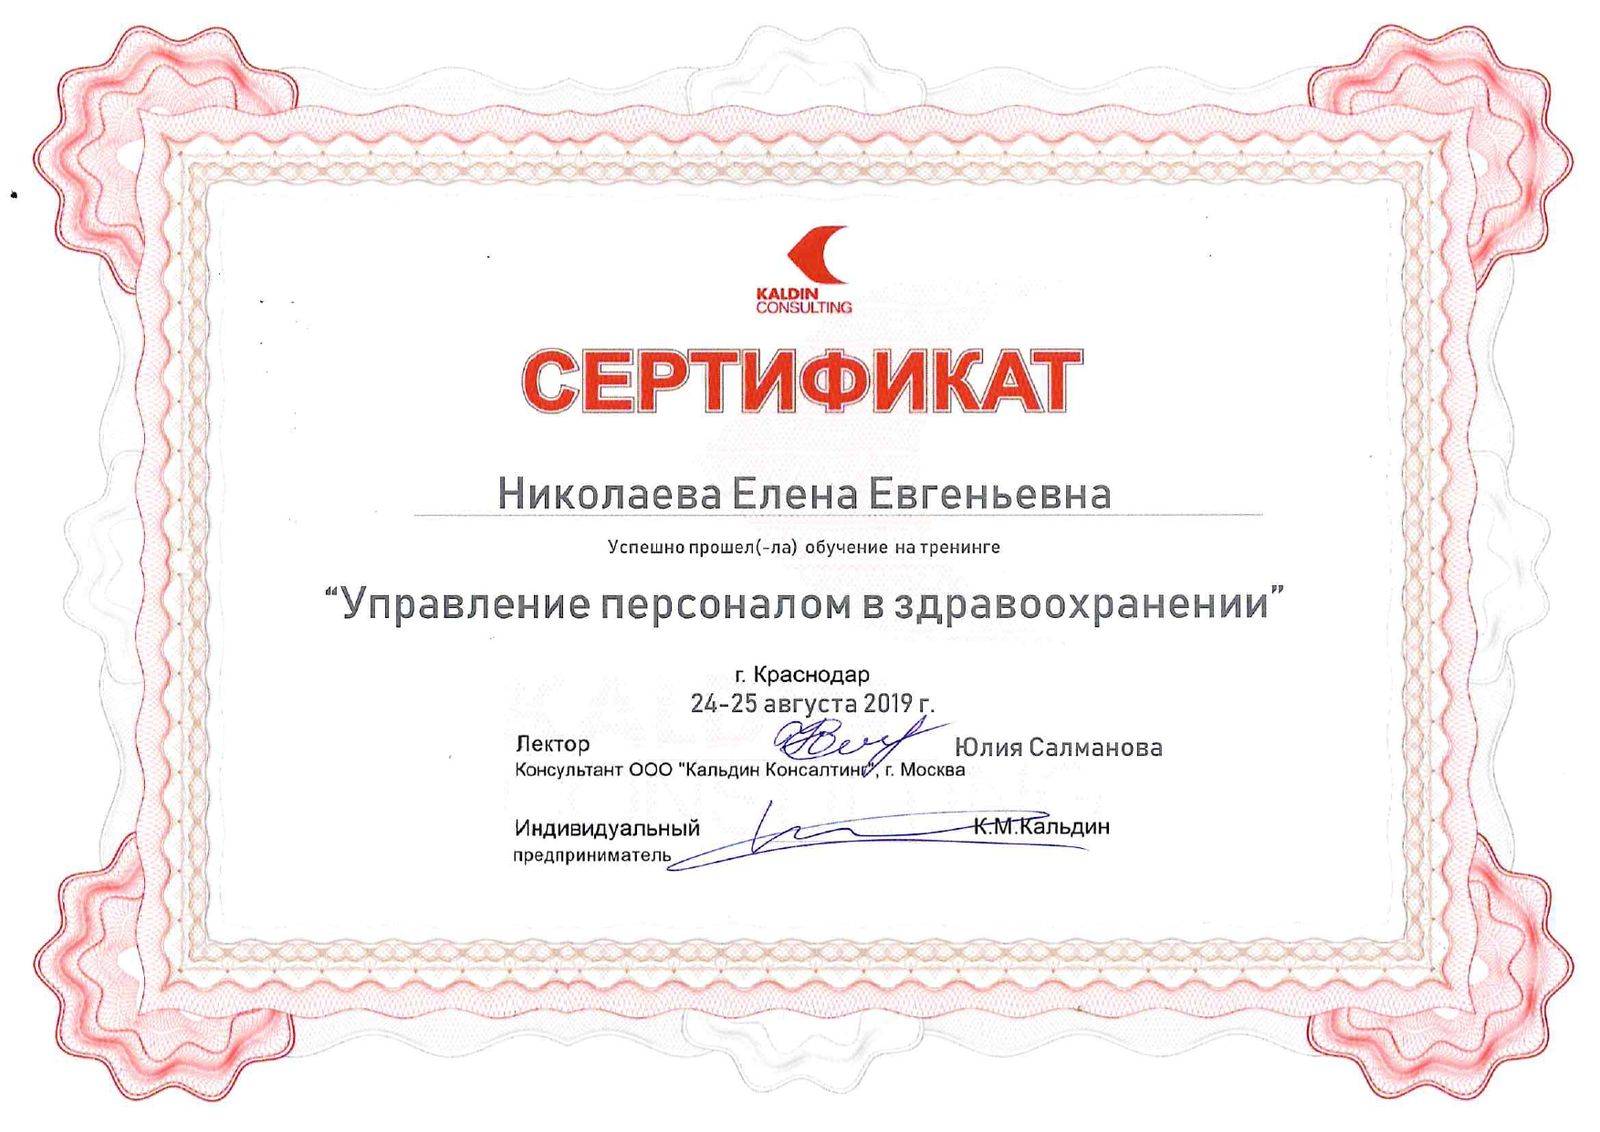 KALDIN
CONSULTING
СЕРТИФИКАТ
Николаева Елена Евгеньевна
Успешно прошел(-ла) обучение на тренинге
“Управление персоналом в здравоохранении”
г. Краснодар
24-25 августа 2019 г.
Лектор Юлия Салманова
Консультант ООО "Кальдин Консалтинг", г. Москва
Индивидуальный К.М.Кальдин
предприниматель